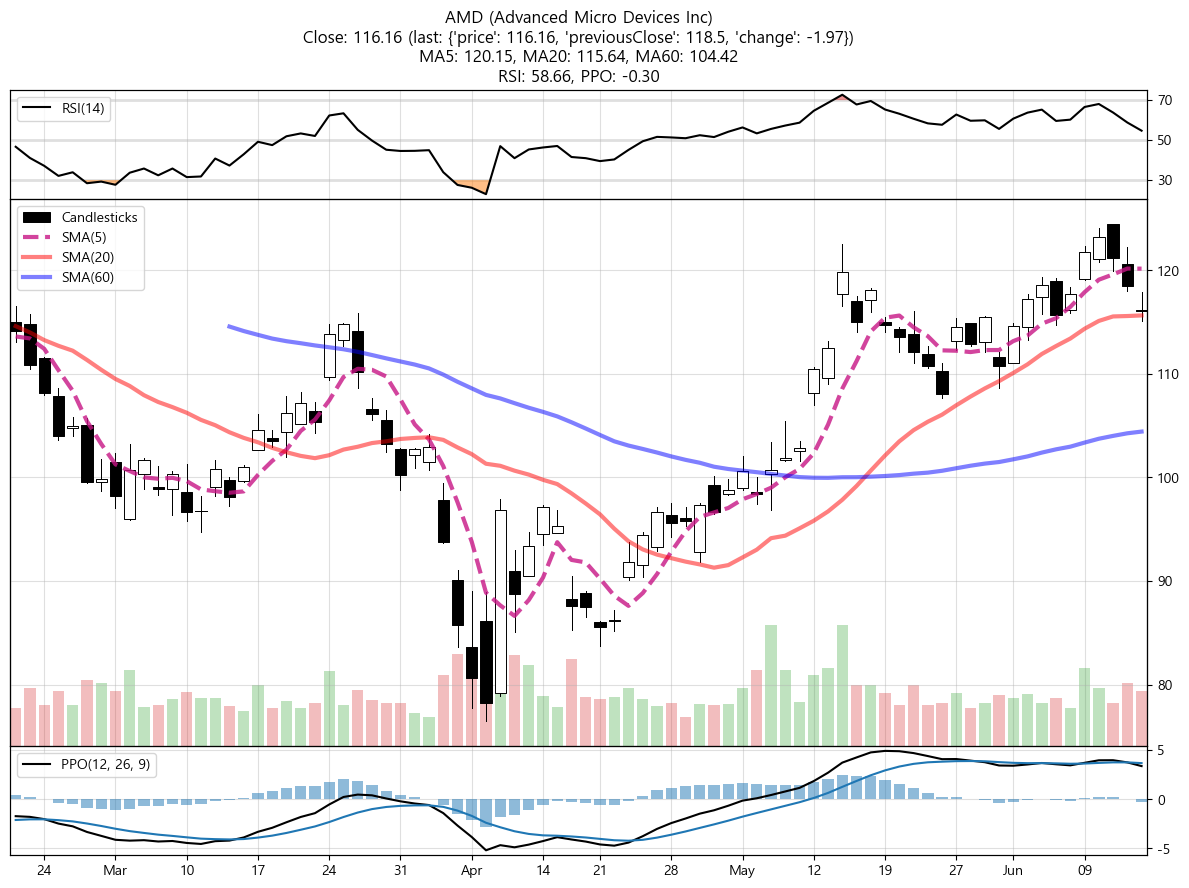 AMD (Advanced Micro Devices Inc)
Close: 116.16 (last: {'price': 116.16, 'previousClose': 118.5, 'change': -1.97})
MA5: 120.15, MA20: 115.64, MA60: 104.42
RSI: 58.66, PPO: -0.30
RSI(14)
70
50
30
Candlesticks
SMA(5)
SMA(20)
SMA(60)
120
110
100
90
80
PPO(12, 26, 9)
5
0
-5
24 Mar 10 17 24 31 Apr 14 21 28 May 12 19 27 Jun 09